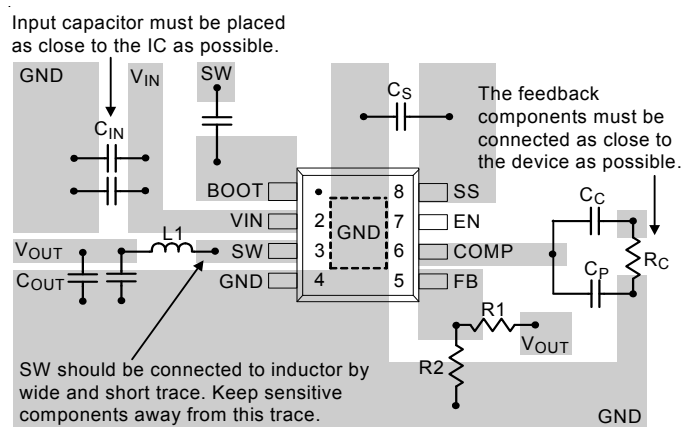 Input capacitor must be placed
as close to the IC as possible.
GND
VIN
SW
CS
The feedback
components must be
connected as close to
the device as possible.
CIN
BOOT
8
SS
CC
VIN
2
GND
7
EN
L1
VOUT
SW
3
6
COMP
RC
COUT
GND
4
5
FB
CP
R1
VOUT
R2
SW should be connected to inductor by
wide and short trace. Keep sensitive
components away from this trace.
GND